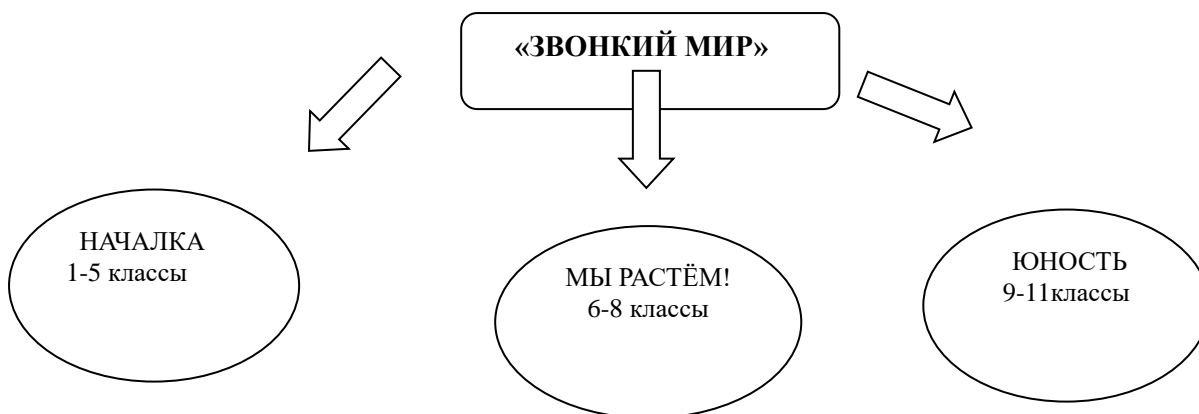 «ЗВОНКИЙ МИР»
НАЧАЛКА
1-5 классы
МЫ РАСТЁМ!
6-8 классы
ЮНОСТЬ
9-11классы